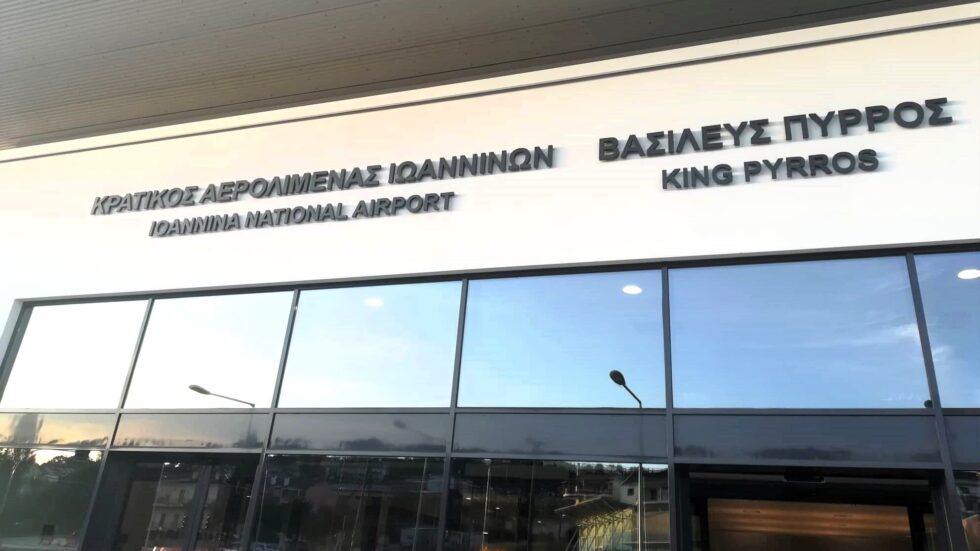 ΚΡΑΤΙΚΟΣ ΑΕΡΟΛΙΜΕΝΑΣ ΙΩΑΝΝΙΝΩΝ
IOANNINA NATIONAL AIRPORT
ΒΑΣΙΛΕΥΣ ΠΥΡΡΟΣ
KING PYRROS